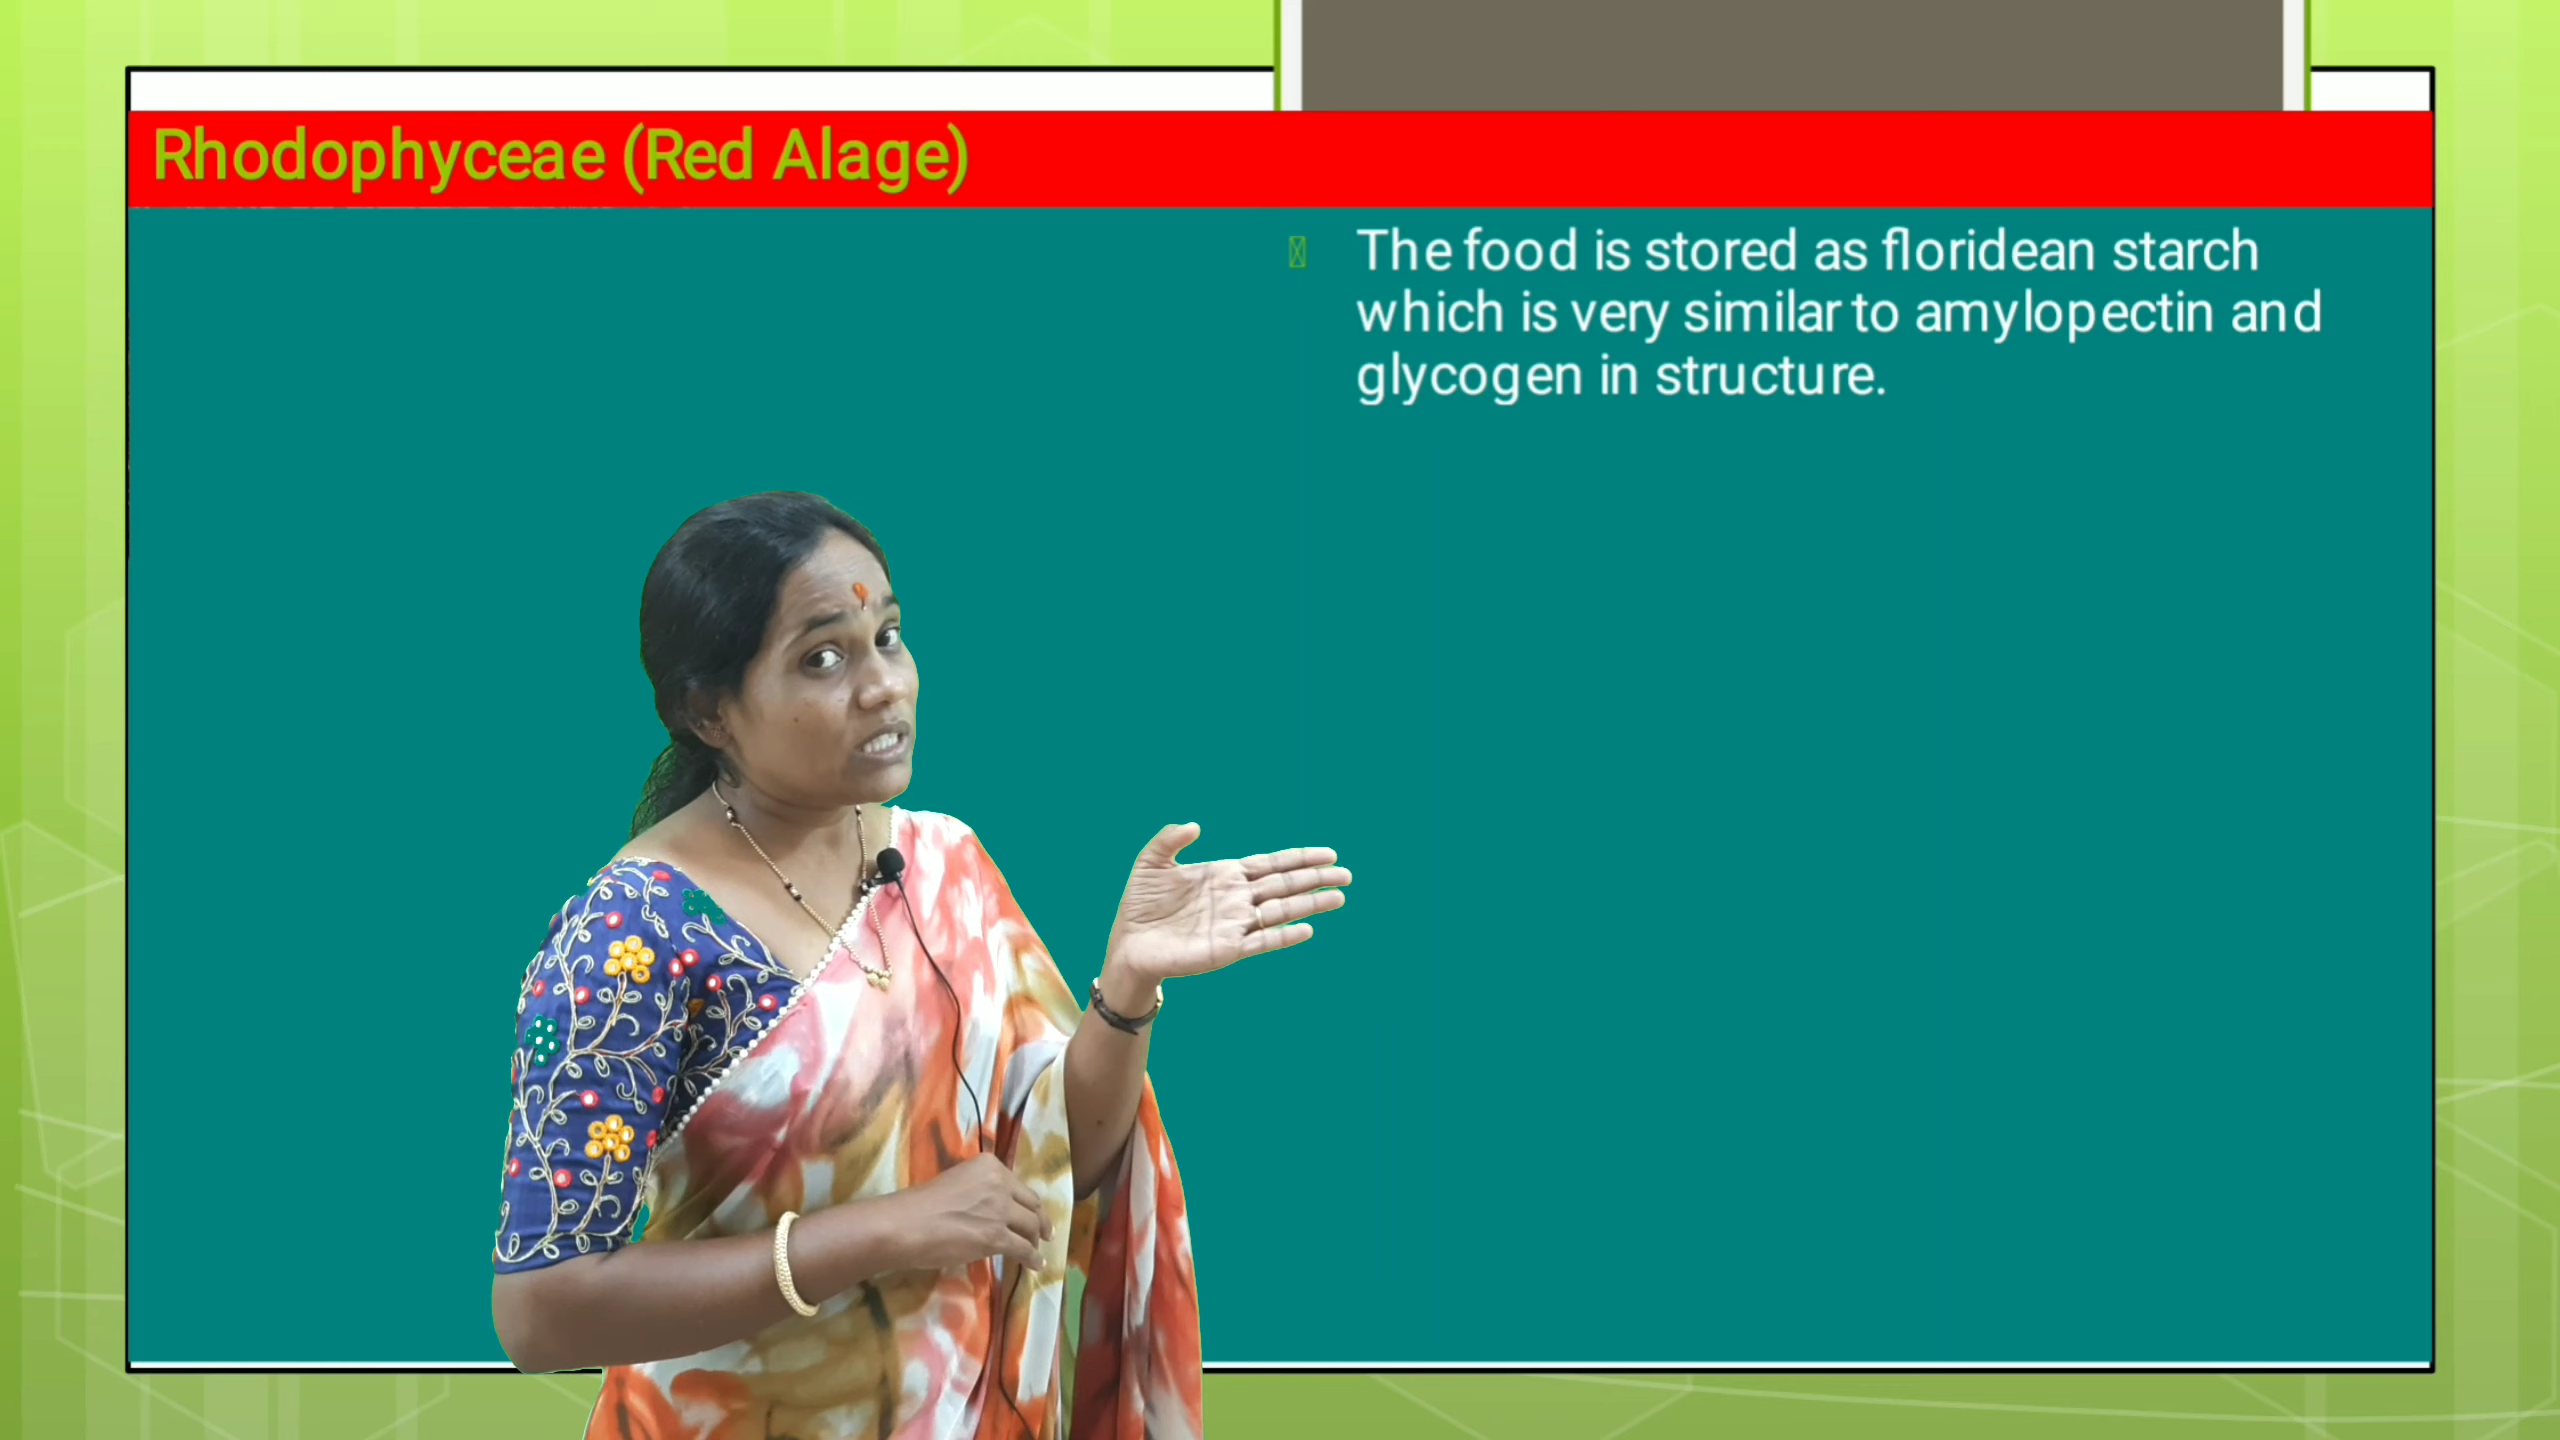 Rhodophyceae (Red Alage)
The food is stored as floridean starch
which is very similar to amylopectin and
glycogen in structure.